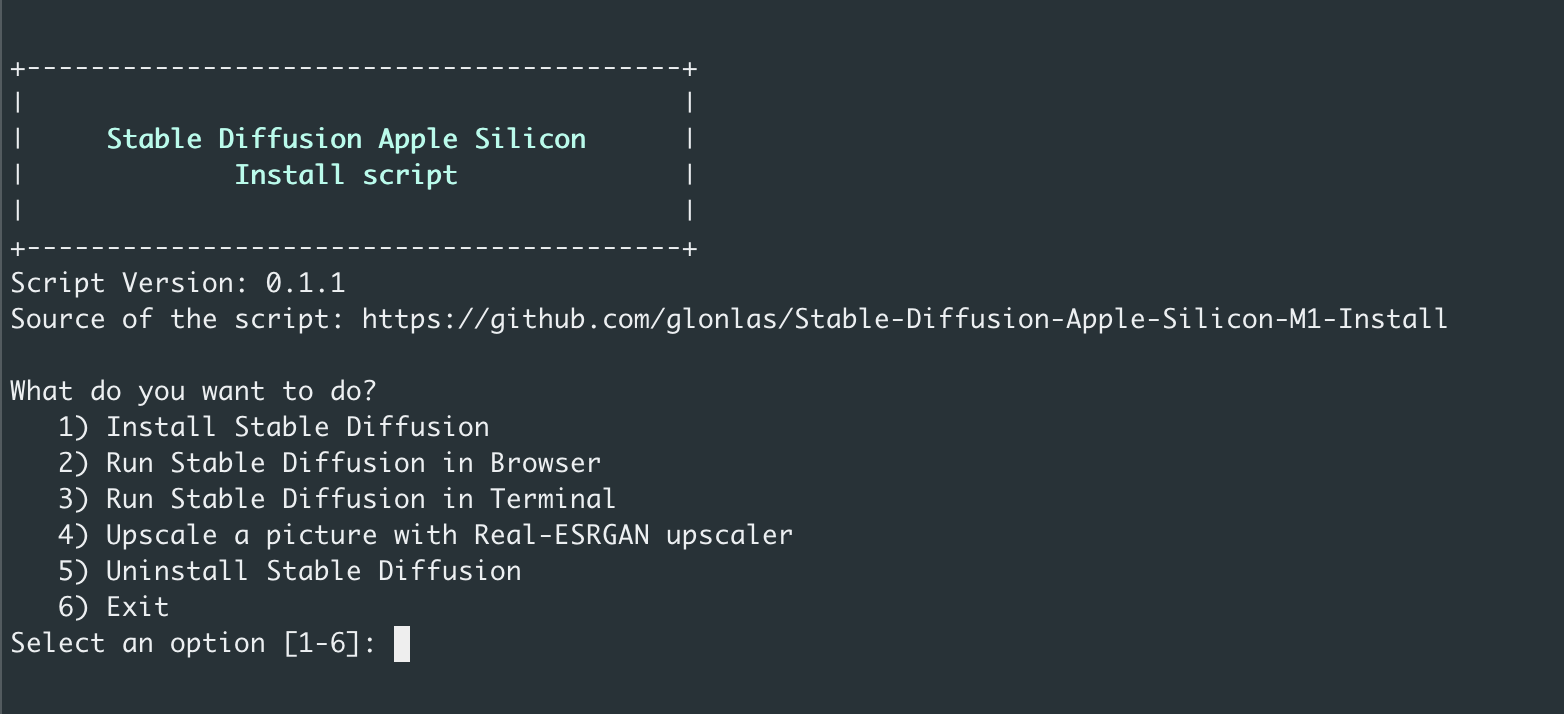 +-----------------------------------------+
|                                         |
|     Stable Diffusion Apple Silicon      |
|             Install script              |
|                                         |
+-----------------------------------------+
Script Version: 0.1.1
Source of the script: https://github.com/glonlas/Stable-Diffusion-Apple-Silicon-M1-Install

What do you want to do?
   1) Install Stable Diffusion
   2) Run Stable Diffusion in Browser
   3) Run Stable Diffusion in Terminal
   4) Upscale a picture with Real-ESRGAN upscaler
   5) Uninstall Stable Diffusion
   6) Exit
Select an option [1-6]: